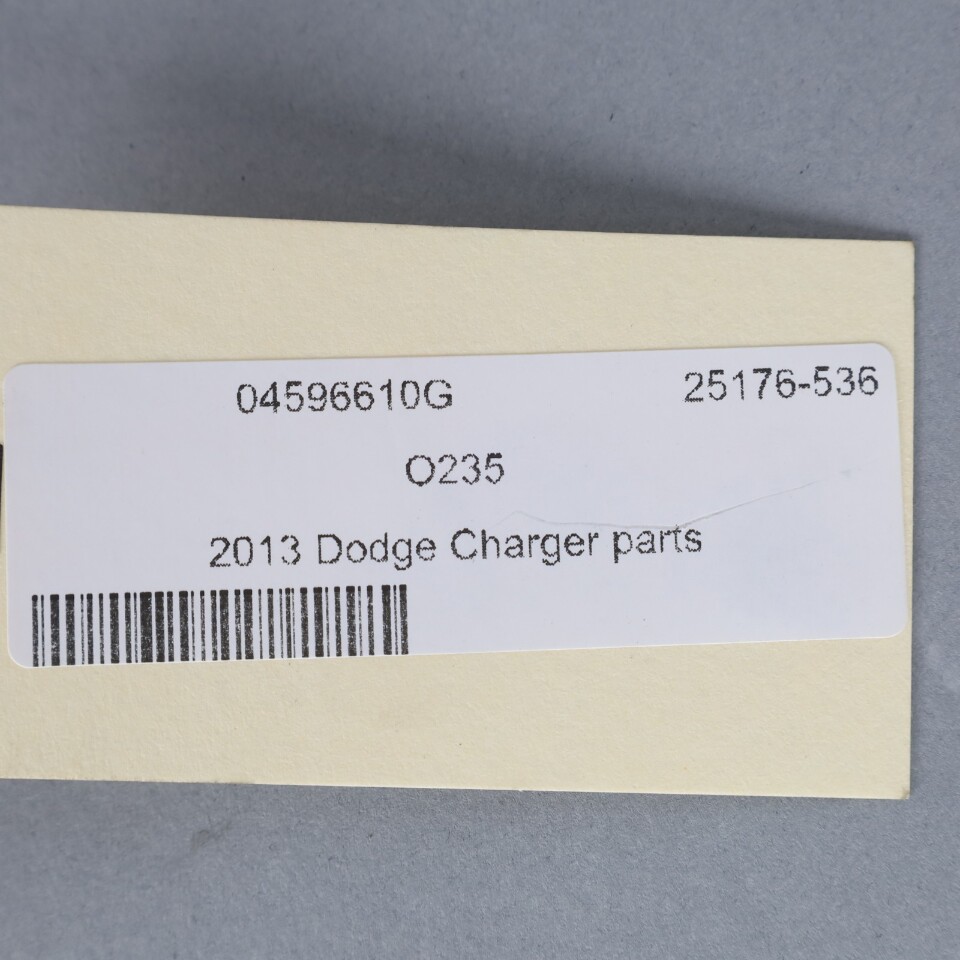 04596610G 25176-536
O235
2013 Dodge Charger parts